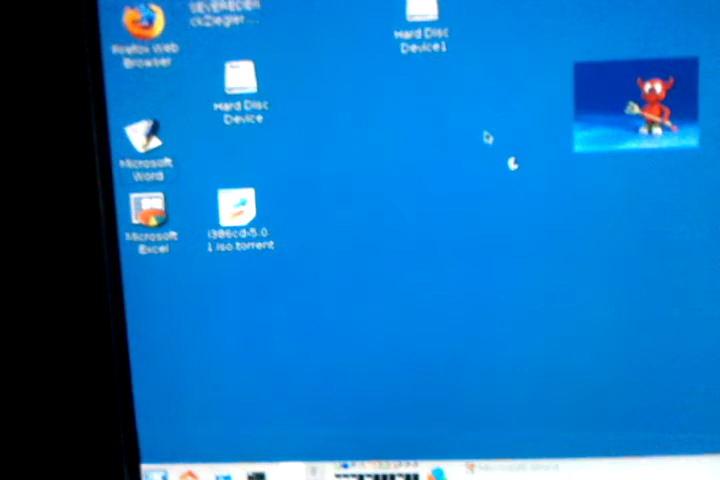 Firefox Web
Browser
Hard Disc
Device1
Hard Disc
Device
Microsoft
Word
Microsoft
Excel
i386cd-5.0.
1.iso.torrent